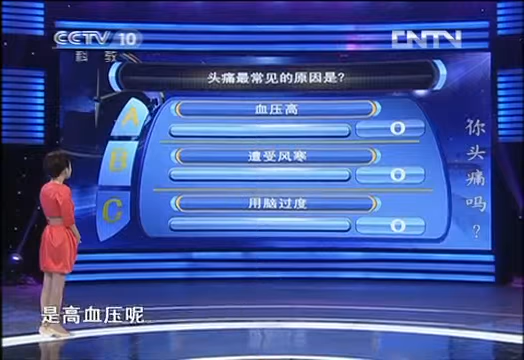 CCTV 10
科教
CNTV
头痛最常见的原因是?
A
血压高
0
B
遭受风寒
0
C
用脑过度
0
你头痛吗?
是高血压呢